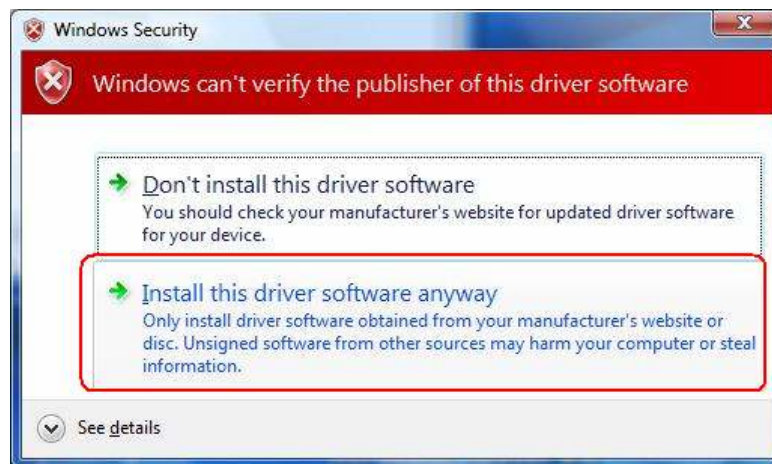 Windows Security
Windows can't verify the publisher of this driver software
Don't install this driver software
You should check your manufacturer's website for updated driver software
for your device.
Install this driver software anyway
Only install driver software obtained from your manufacturer's website or
disc. Unsigned software from other sources may harm your computer or steal
information.
See details